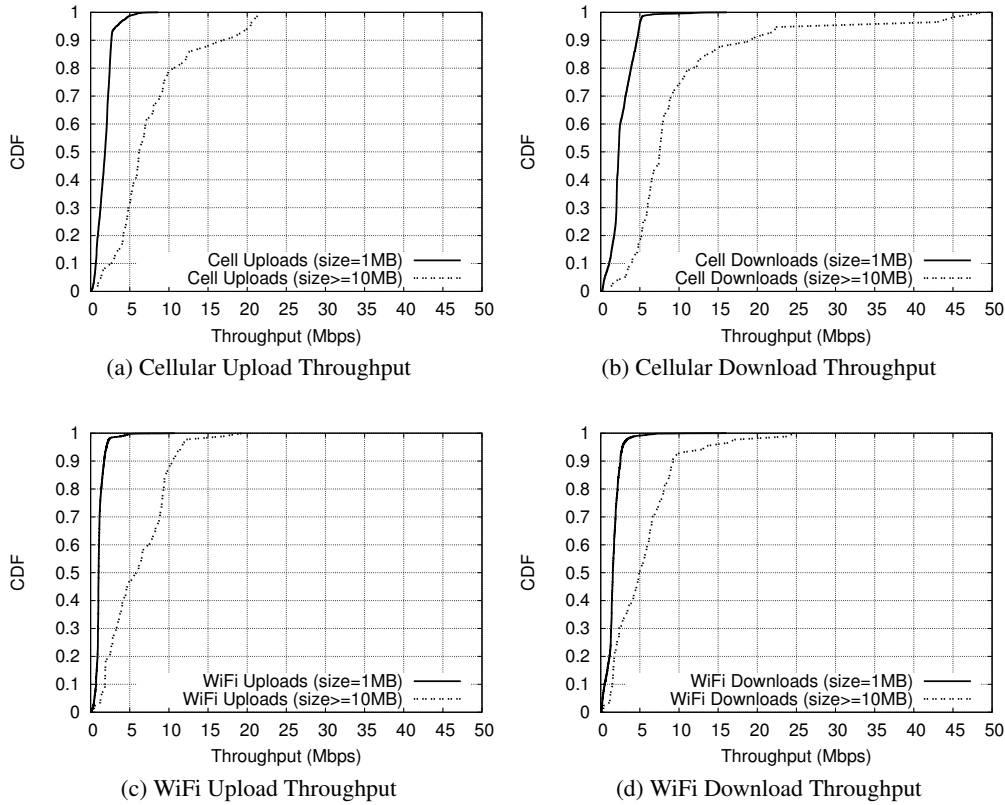 1
0.9
0.8
0.7
0.6
0.5
0.4
0.3
0.2
0.1
0
CDF
Cell Uploads (size=1MB)
Cell Uploads (size>=10MB)
0 5 10 15 20 25 30 35 40 45 50
Throughput (Mbps)
(a) Cellular Upload Throughput
1
0.9
0.8
0.7
0.6
0.5
0.4
0.3
0.2
0.1
0
CDF
Cell Downloads (size=1MB)
Cell Downloads (size>=10MB)
0 5 10 15 20 25 30 35 40 45 50
Throughput (Mbps)
(b) Cellular Download Throughput
1
0.9
0.8
0.7
0.6
0.5
0.4
0.3
0.2
0.1
0
CDF
WiFi Uploads (size=1MB)
WiFi Uploads (size>=10MB)
0 5 10 15 20 25 30 35 40 45 50
Throughput (Mbps)
(c) WiFi Upload Throughput
1
0.9
0.8
0.7
0.6
0.5
0.4
0.3
0.2
0.1
0
CDF
WiFi Downloads (size=1MB)
WiFi Downloads (size>=10MB)
0 5 10 15 20 25 30 35 40 45 50
Throughput (Mbps)
(d) WiFi Download Throughput